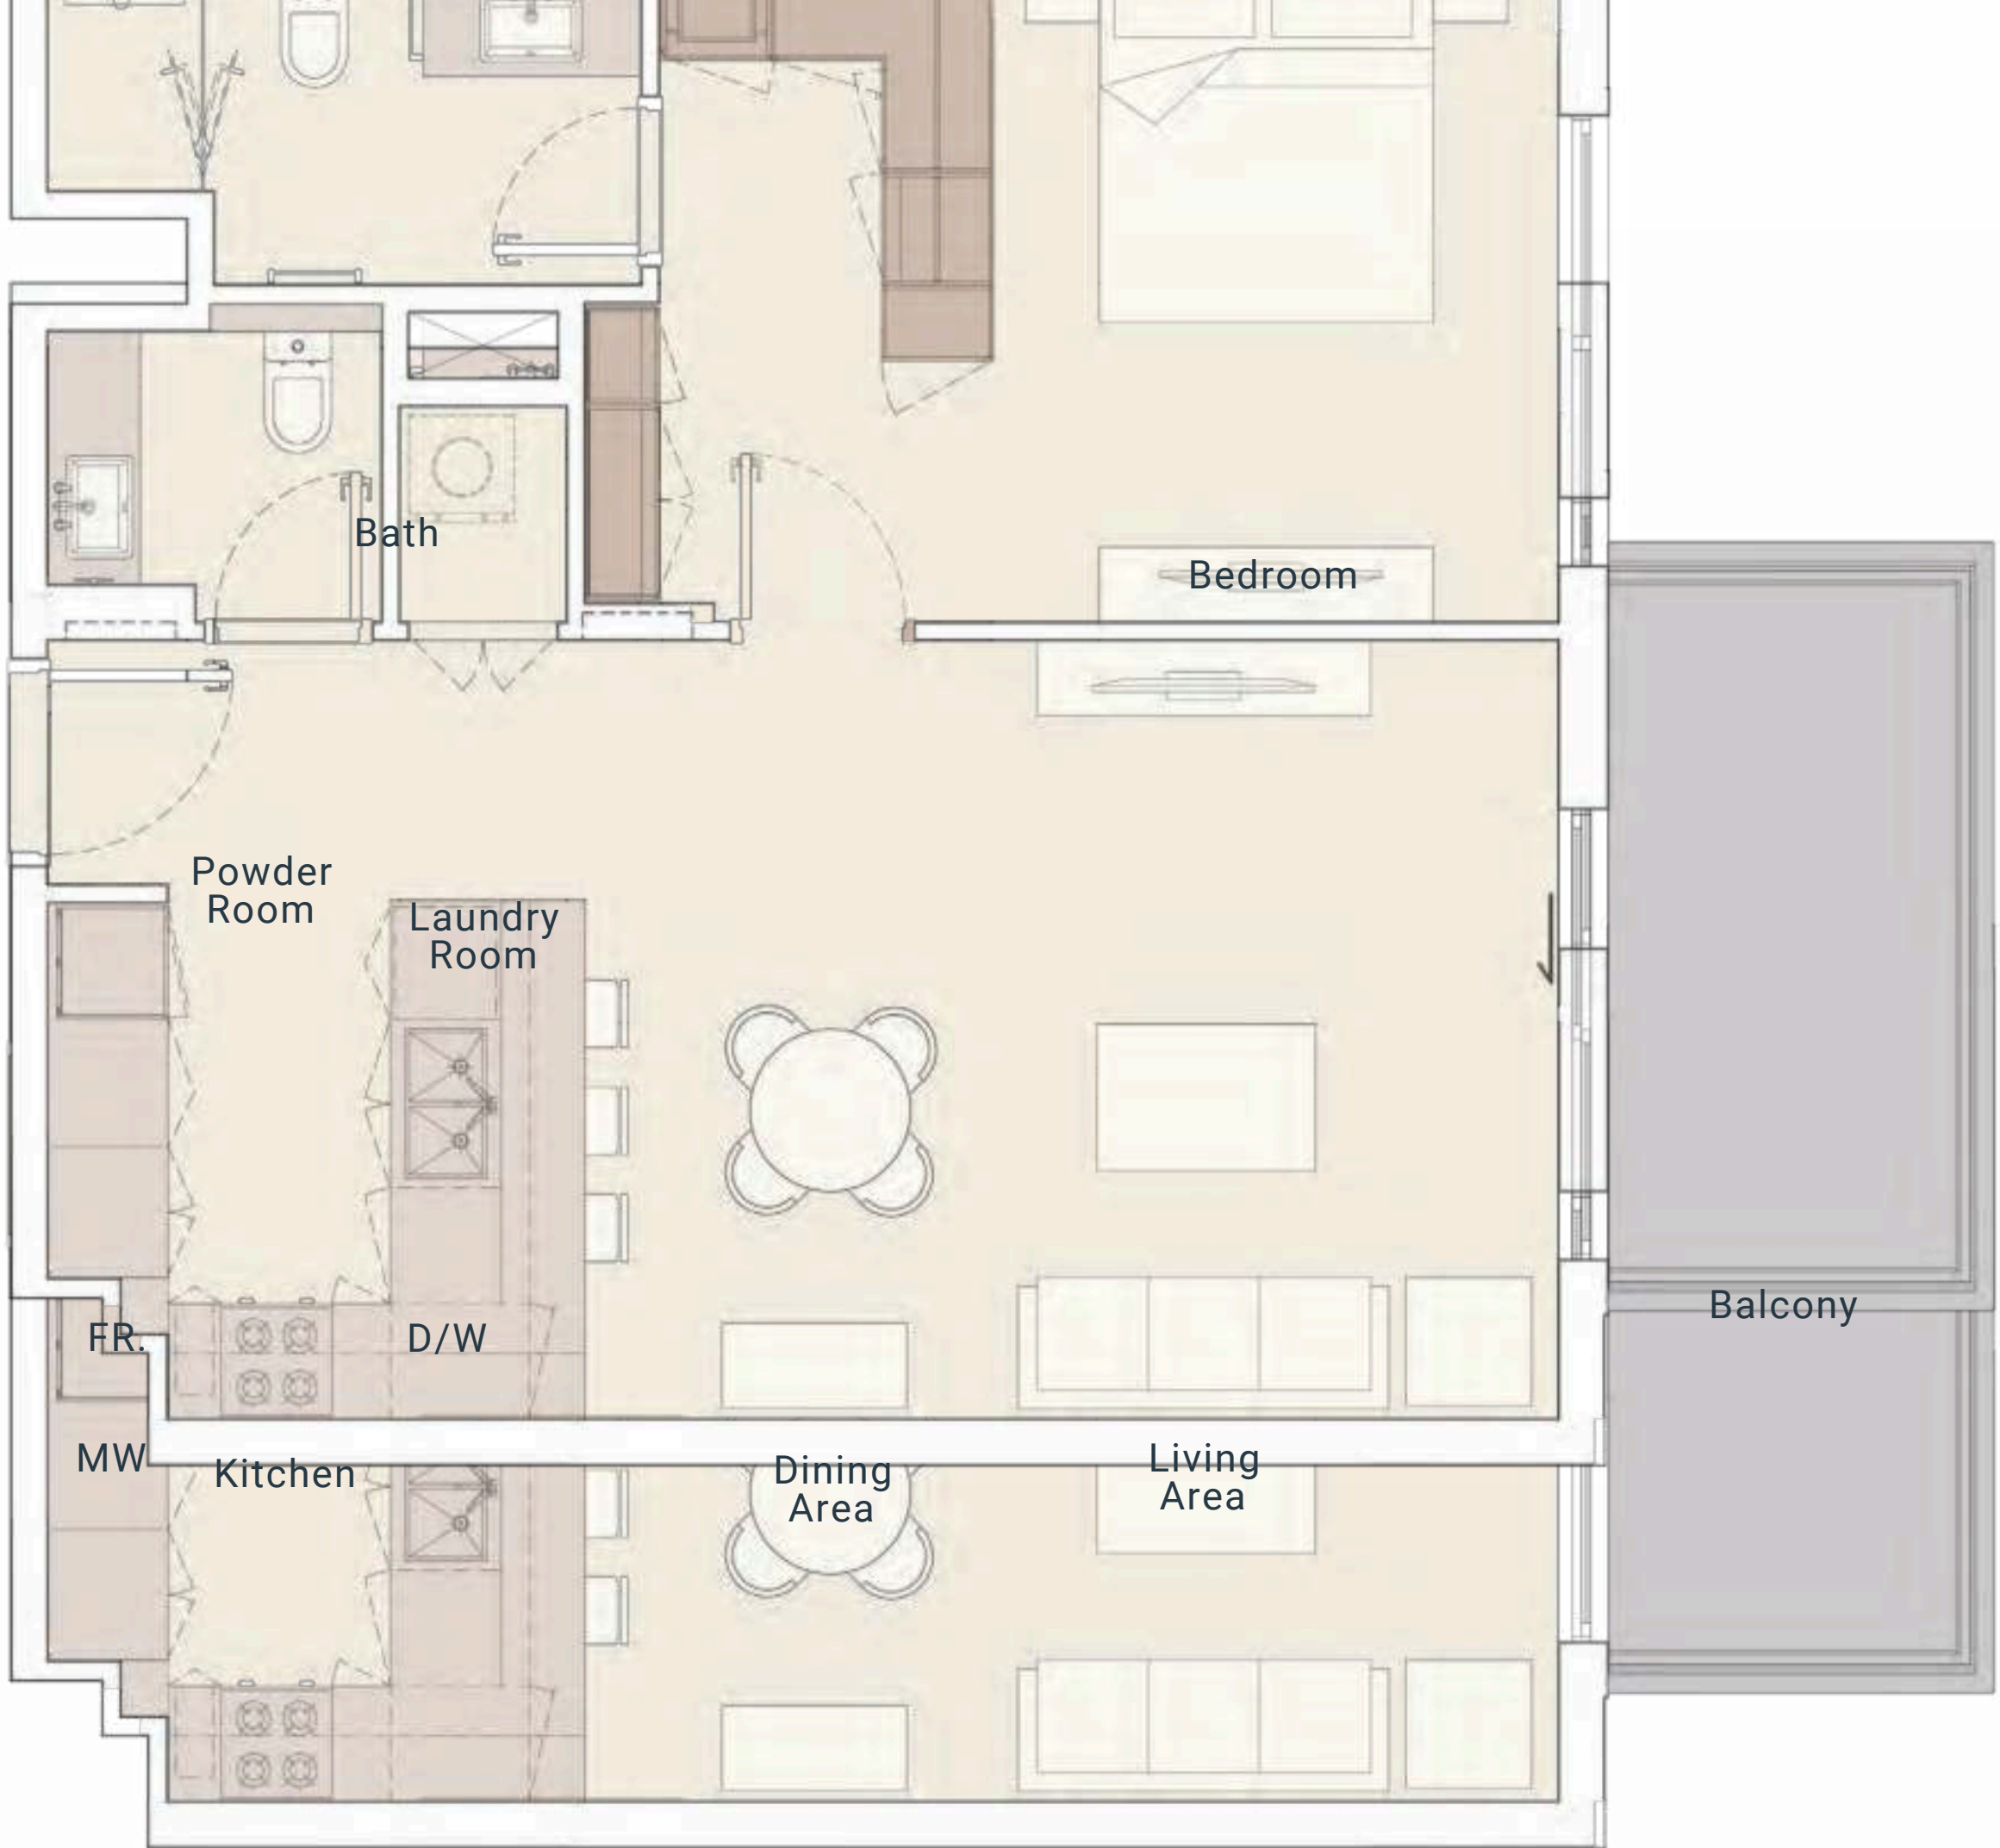 Bath
Bedroom
Powder
Room
Laundry
Room
Balcony
FR.
D/W
MW
Kitchen
Dining
Area
Living
Area